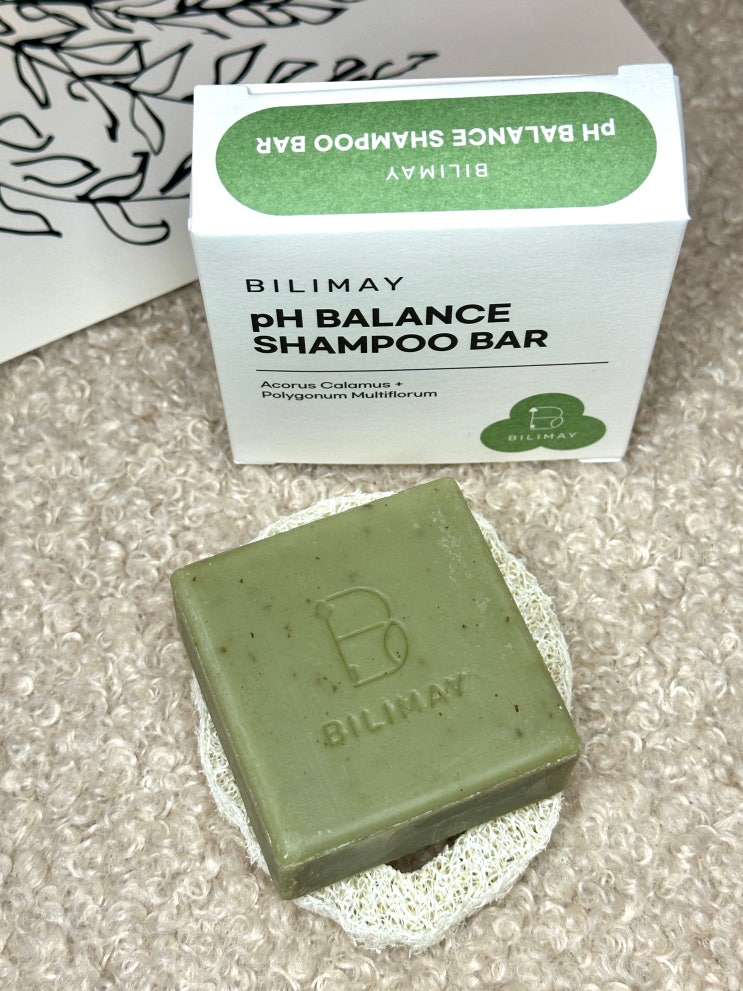 pH BALANCE SHAMPOO BAR
BILIMAY
BILIMAY
pH BALANCE
SHAMPOO BAR
Acorus Calamus +
Polygonum Multiflorum
B
BILIMAY
B
BILIMAY